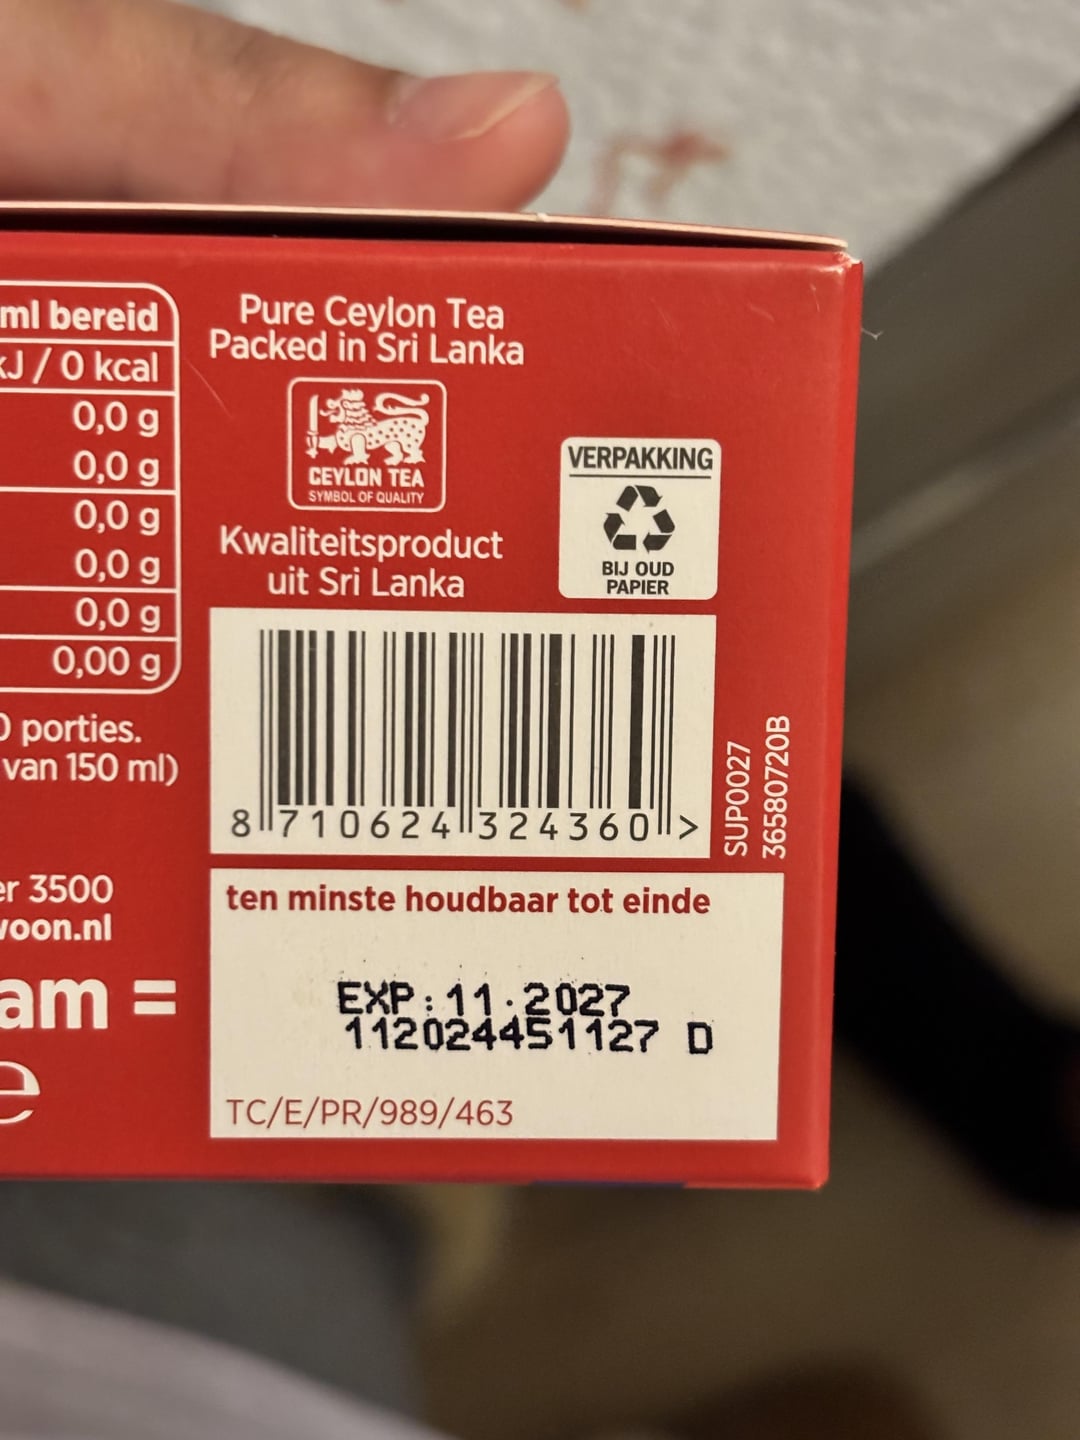 ml bereid
kJ / 0 kcal
0,0 g
0,0 g
0,0 g
0,0 g
0,0 g
0,00 g
0 porties.
van 150 ml)
er 3500
woon.nl
am =
e
Pure Ceylon Tea
Packed in Sri Lanka
CEYLON TEA
SYMBOL OF QUALITY
Kwaliteitsproduct
uit Sri Lanka
VERPAKKING
BIJ OUD
PAPIER
8 710624 324360 >
SUP0027
36580720B
ten minste houdbaar tot einde
EXP: 11.2027
112024451127 D
TC/E/PR/989/463